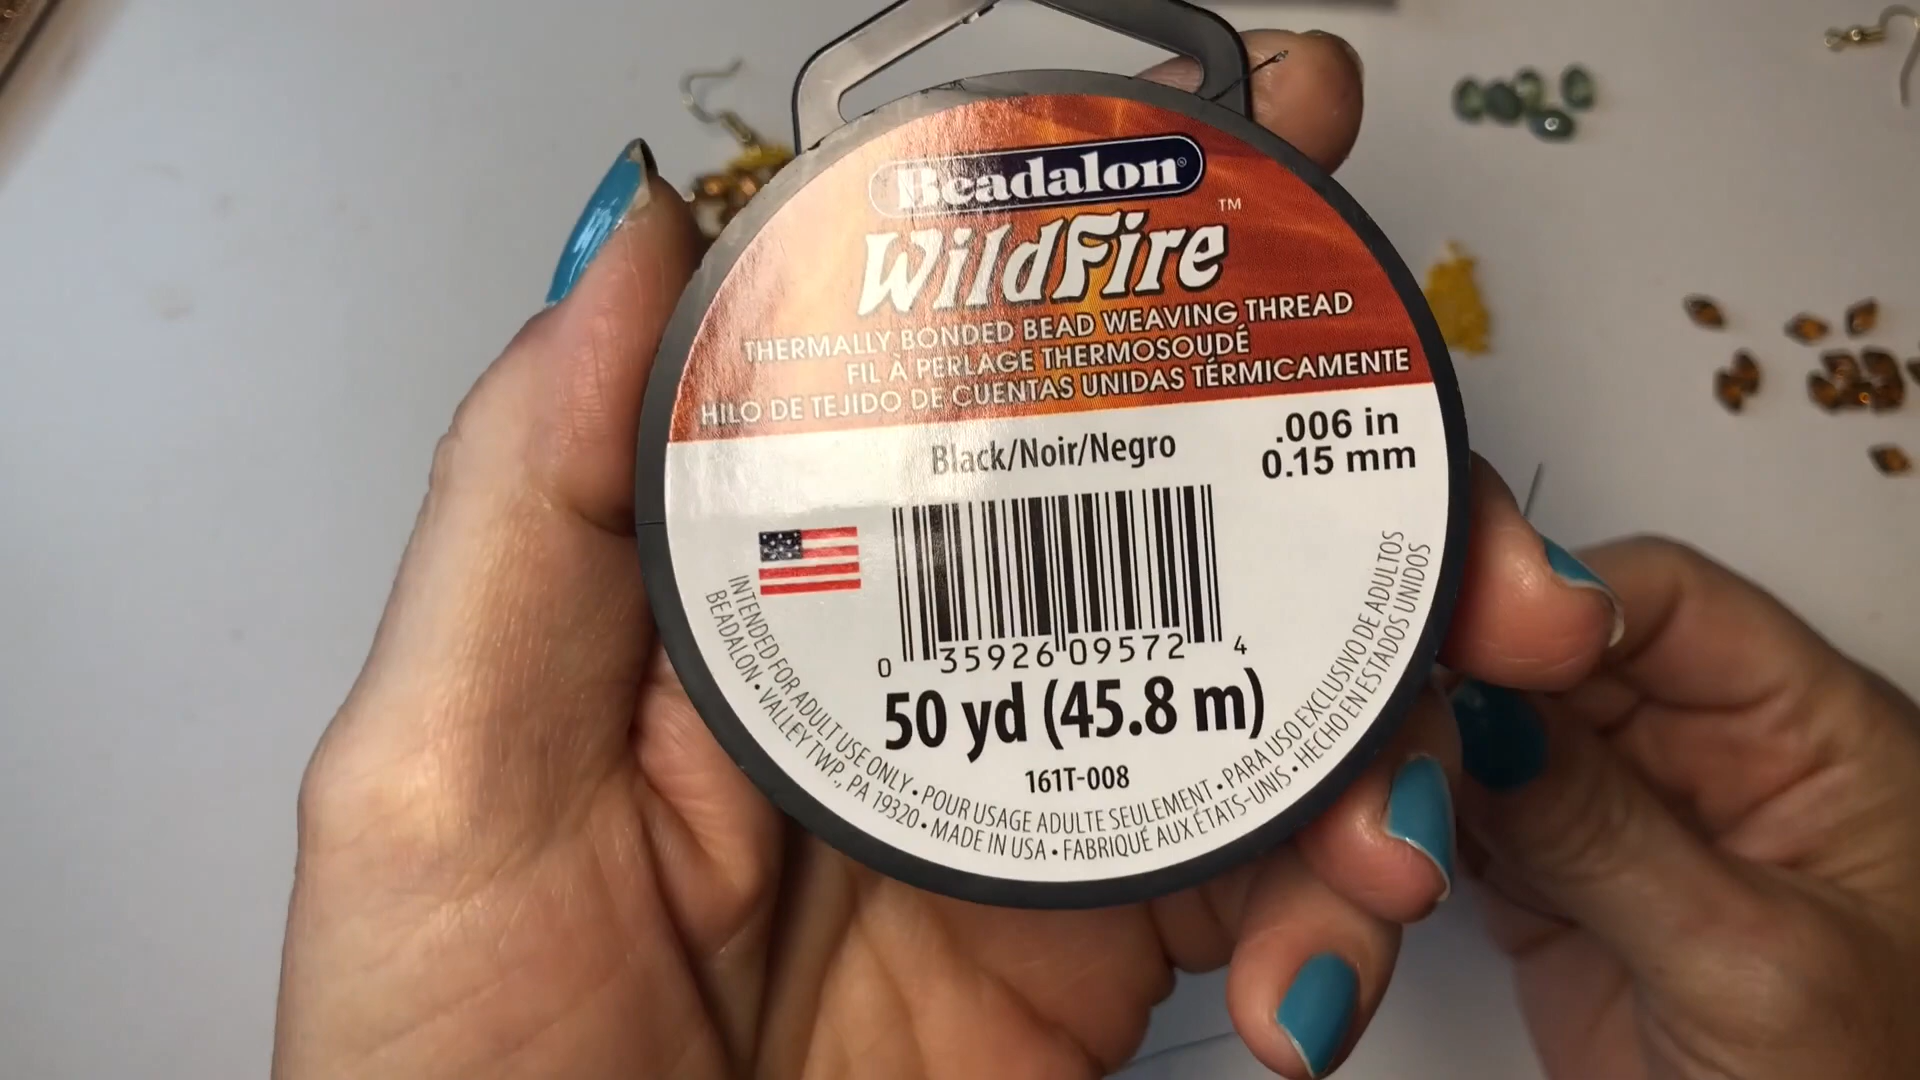 Beadalon®
WildFire™
THERMALLY BONDED BEAD WEAVING THREAD
FIL À PERLAGE THERMOSOUDÉ
HILO DE TEJIDO DE CUENTAS UNIDAS TÉRMICAMENTE
Black/Noir/Negro
.006 in
0.15 mm
0 35926 09572 4
50 yd (45.8 m)
161T-008
INTENDED FOR ADULT USE ONLY • POUR USAGE ADULTE SEULEMENT • PARA USO EXCLUSIVO DE ADULTOS
BEADALON • VALLEY TWP., PA 19320 • MADE IN USA • FABRIQUÉ AUX ÉTATS-UNIS • HECHO EN ESTADOS UNIDOS